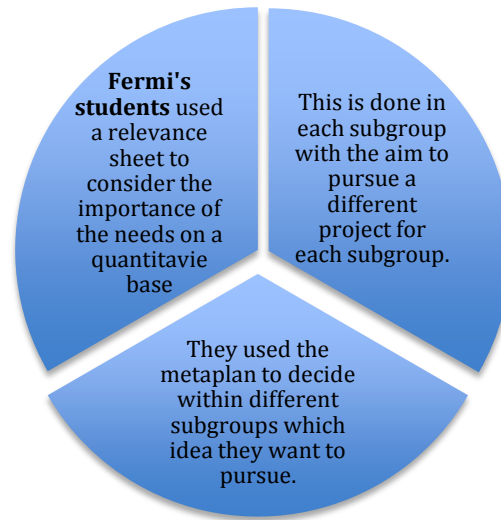 Fermi's
students used
a relevance
sheet to
consider the
importance of
the needs on a
quantitavie
base
This is done in
each subgroup
with the aim to
pursue a
different
project for
each subgroup.
They used the
metaplan to decide
within different
subgroups which
idea they want to
pursue.